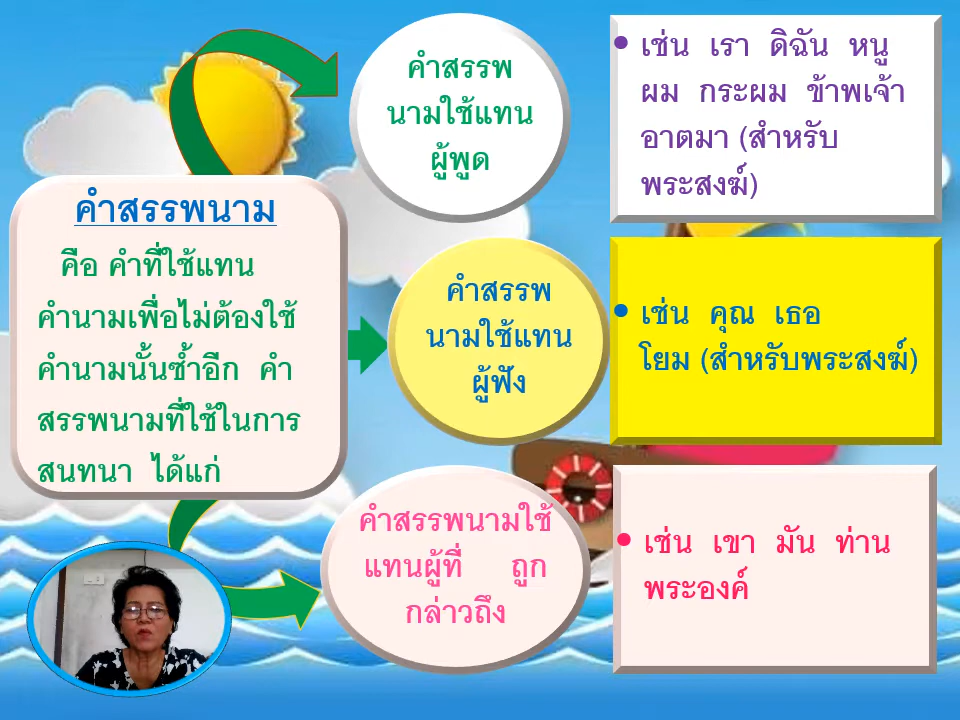 คำสรรพนาม
คือ คำที่ใช้แทน
คำนามเพื่อไม่ต้องใช้
คำนามนั้นซ้ำอีก คำ
สรรพนามที่ใช้ในการ
สนทนา ได้แก่
คำสรรพ
นามใช้แทน
ผู้พูด
• เช่น เรา ดิฉัน หนู
ผม กระผม ข้าพเจ้า
อาตมา (สำหรับ
พระสงฆ์)
คำสรรพ
นามใช้แทน
ผู้ฟัง
• เช่น คุณ เธอ
โยม (สำหรับพระสงฆ์)
คำสรรพนามใช้
แทนผู้ที่ ถูก
กล่าวถึง
• เช่น เขา มัน ท่าน
พระองค์